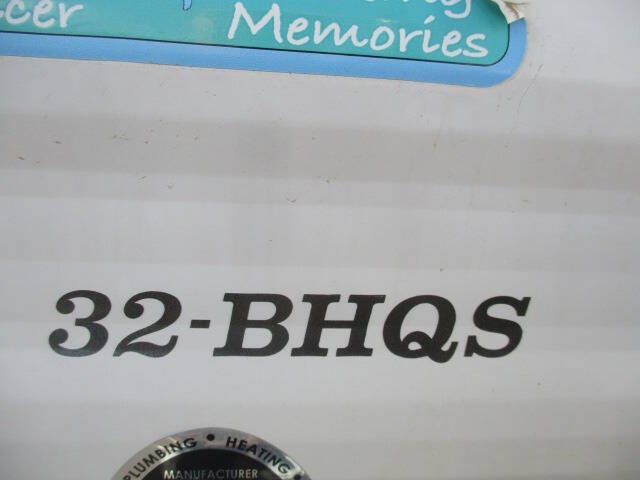 Memories
32-BHQS
PLUMBING • HEATING •
MANUFACTURER